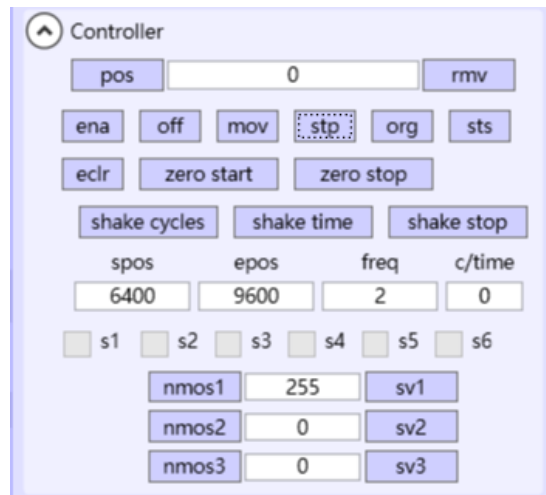 Controller
pos 0 rmv
ena off mov stp org sts
eclr zero start zero stop
shake cycles shake time shake stop
spos epos freq c/time
6400 9600 2 0
s1 s2 s3 s4 s5 s6
nmos1 255 sv1
nmos2 0 sv2
nmos3 0 sv3